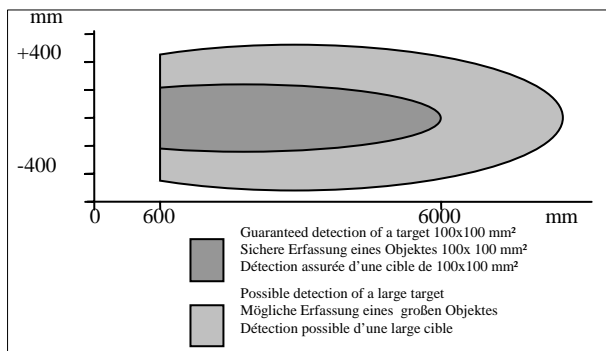 mm
+400
-400
0 600 6000 mm
Guaranteed detection of a target 100x100 mm²
Sichere Erfassung eines Objektes 100x 100 mm²
Détection assurée d'une cible de 100x100 mm²
Possible detection of a large target
Mögliche Erfassung eines  großen Objektes
Détection possible d'une large cible